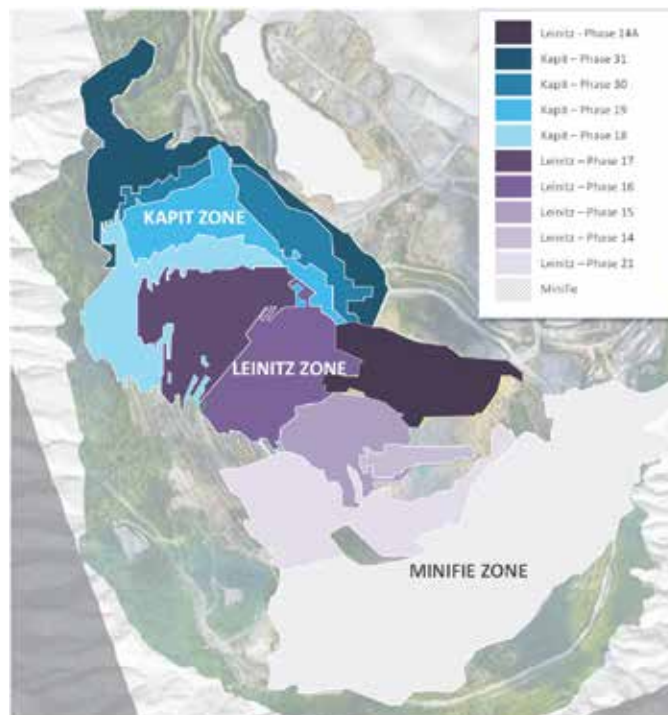 Leinitz - Phase 14A
Kapit – Phase 31
Kapit – Phase 30
Kapit – Phase 19
Kapit – Phase 18
Leinitz – Phase 17
Leinitz – Phase 16
Leinitz – Phase 15
Leinitz – Phase 14
Leinitz – Phase 21
Minifie
KAPIT ZONE
LEINITZ ZONE
MINIFIE ZONE